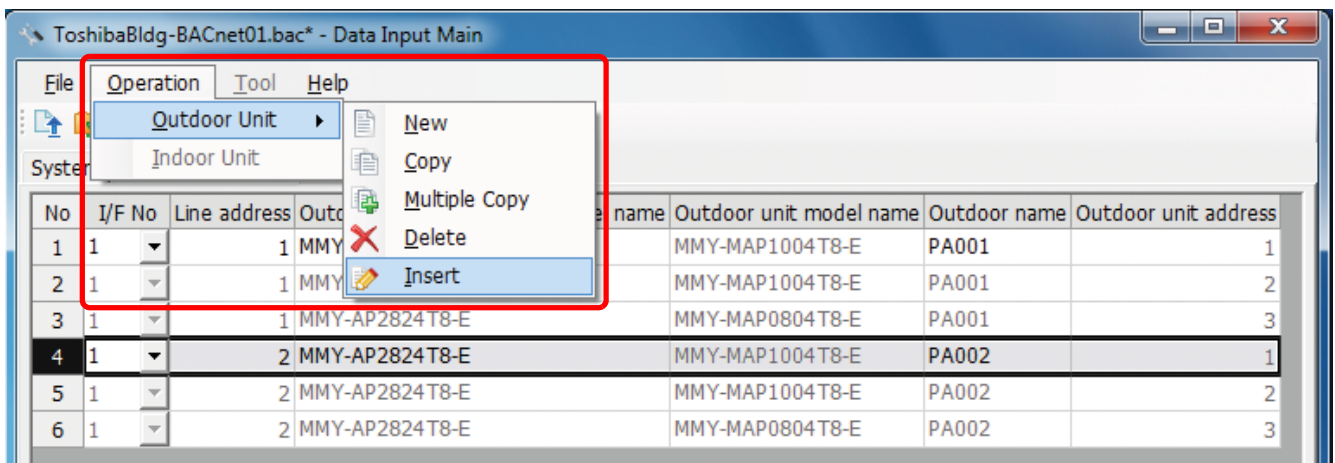 ToshibaBldg-BACnet01.bac* - Data Input Main
File Operation Tool Help
Outdoor Unit
Indoor Unit
New
Copy
Multiple Copy
Delete
Insert
No I/F No Line address name Outdoor unit model name Outdoor name Outdoor unit address
1 1 1 MMY MMY-MAP1004T8-E PA001 1
2 1 1 MMY MMY-MAP1004T8-E PA001 2
3 1 1 MMY-AP2824T8-E MMY-MAP0804T8-E PA001 3
4 1 2 MMY-AP2824T8-E MMY-MAP1004T8-E PA002 1
5 1 2 MMY-AP2824T8-E MMY-MAP1004T8-E PA002 2
6 1 2 MMY-AP2824T8-E MMY-MAP0804T8-E PA002 3